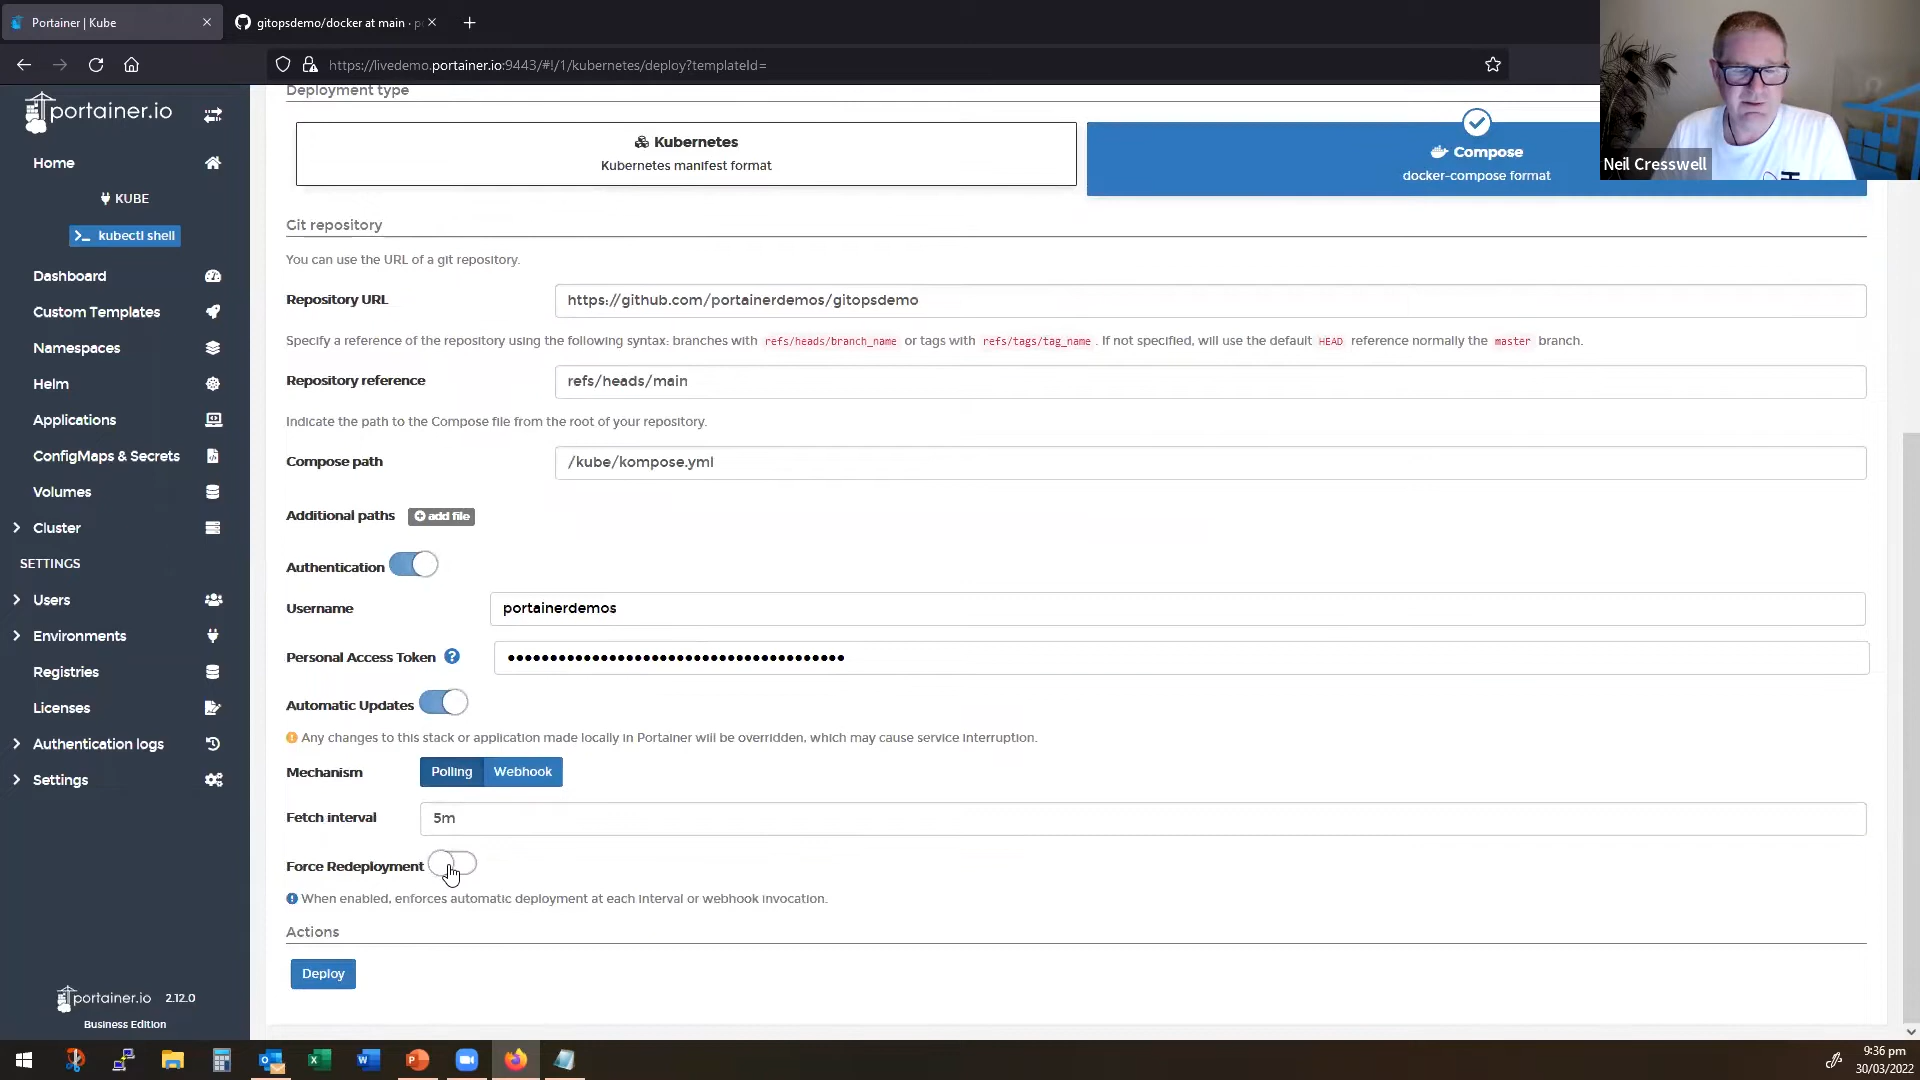 Portainer | Kube
gitopsdemo/docker at main · p
https://livedemo.portainer.io:9443/#!/1/kubernetes/deploy?templateId=
portainer.io
Home
KUBE
kubectl shell
Dashboard
Custom Templates
Namespaces
Helm
Applications
ConfigMaps & Secrets
Volumes
Cluster
SETTINGS
Users
Environments
Registries
Licenses
Authentication logs
Settings
portainer.io 2.12.0
Business Edition
Deployment type
Kubernetes
Kubernetes manifest format
Compose
docker-compose format
Neil Cresswell
Git repository
You can use the URL of a git repository.
Repository URL https://github.com/portainerdemos/gitopsdemo
Specify a reference of the repository using the following syntax: branches with refs/heads/branch_name or tags with refs/tags/tag_name. If not specified, will use the default HEAD reference normally the master branch.
Repository reference refs/heads/main
Indicate the path to the Compose file from the root of your repository.
Compose path /kube/kompose.yml
Additional paths add file
Authentication
Username portainerdemos
Personal Access Token
Automatic Updates
Any changes to this stack or application made locally in Portainer will be overridden, which may cause service interruption.
Mechanism Polling Webhook
Fetch interval 5m
Force Redeployment
When enabled, enforces automatic deployment at each interval or webhook invocation.
Actions
Deploy
9:36 pm
30/03/2022